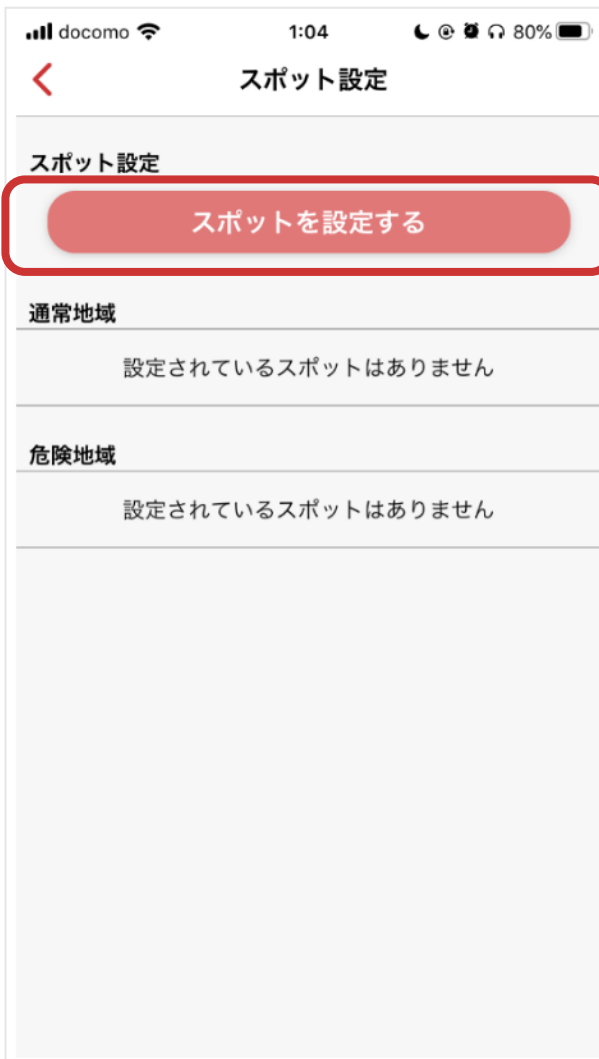 docomo 1:04 80%
スポット設定
スポット設定
スポットを設定する
通常地域
設定されているスポットはありません
危険地域
設定されているスポットはありません